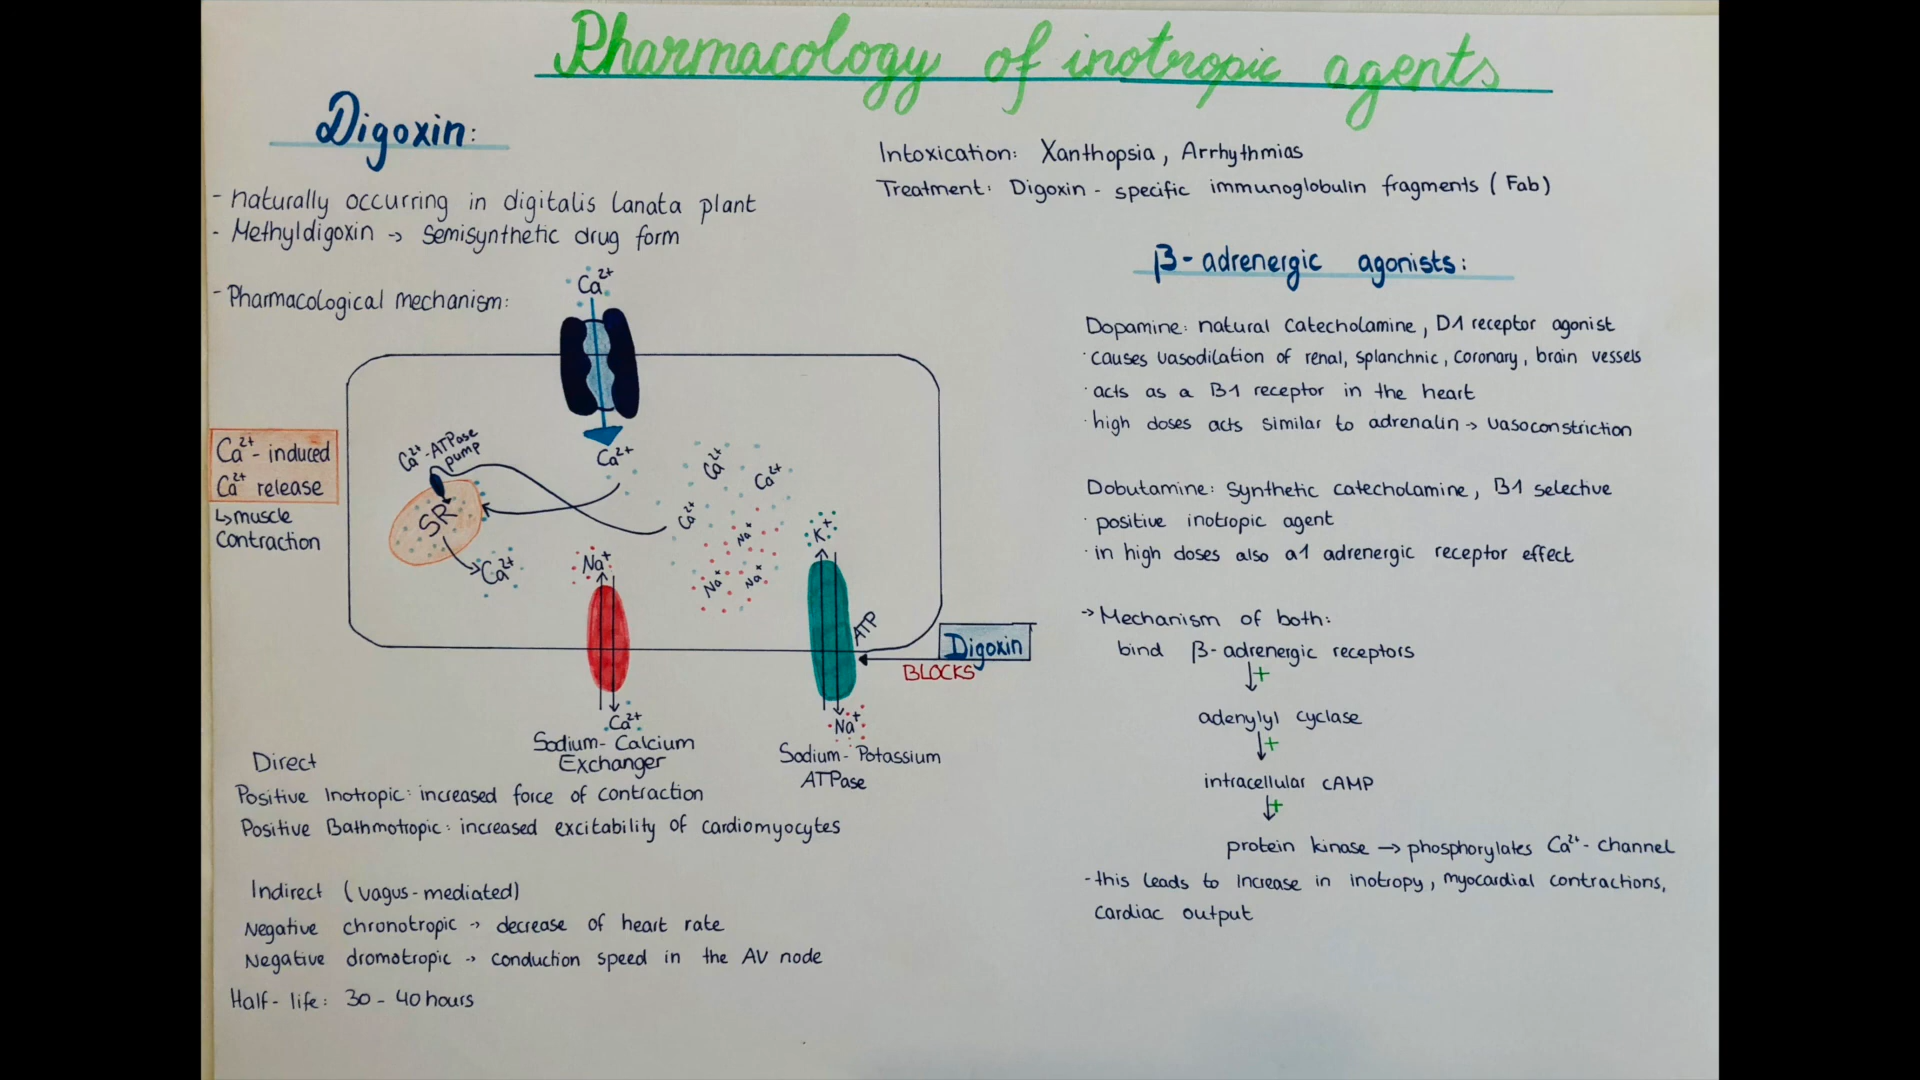 Pharmacology of inotropic agents
Digoxin:
- naturally occurring in digitalis lanata plant
- Methyldigoxin → semisynthetic drug form
- Pharmacological mechanism:
Ca²⁺
Ca²⁺
Ca²⁺-ATPase
pump
SR
Ca²⁺
Ca²⁺
Ca²⁺
Ca²⁺
Na⁺
Na⁺
Na⁺
Na⁺
K⁺
ATP
Ca²⁺- induced
Ca²⁺ release
↳ muscle
contraction
Digoxin
BLOCKS
Ca²⁺
Sodium- Calcium
Exchanger
Na⁺
Sodium- Potassium
ATPase
Direct
Positive Inotropic: increased force of contraction
Positive Bathmotropic: increased excitability of cardiomyocytes
Indirect (vagus-mediated)
Negative chronotropic → decrease of heart rate
Negative dromotropic → conduction speed in the AV node
Half- life: 30 - 40 hours
Intoxication: Xanthopsia, Arrhythmias
Treatment: Digoxin - specific immunoglobulin fragments (Fab)
β- adrenergic agonists:
Dopamine: natural catecholamine, D1 receptor agonist
· causes vasodilation of renal, splanchnic, coronary, brain vessels
· acts as a B1 receptor in the heart
· high doses acts similar to adrenalin → vasoconstriction
Dobutamine: synthetic catecholamine, B1 selective
· positive inotropic agent
· in high doses also a1 adrenergic receptor effect
→ Mechanism of both:
bind β- adrenergic receptors
↓+
adenylyl cyclase
↓+
intracellular cAMP
↓+
protein kinase → phosphorylates Ca²⁺- channel
- this leads to increase in inotropy, myocardial contractions,
cardiac output